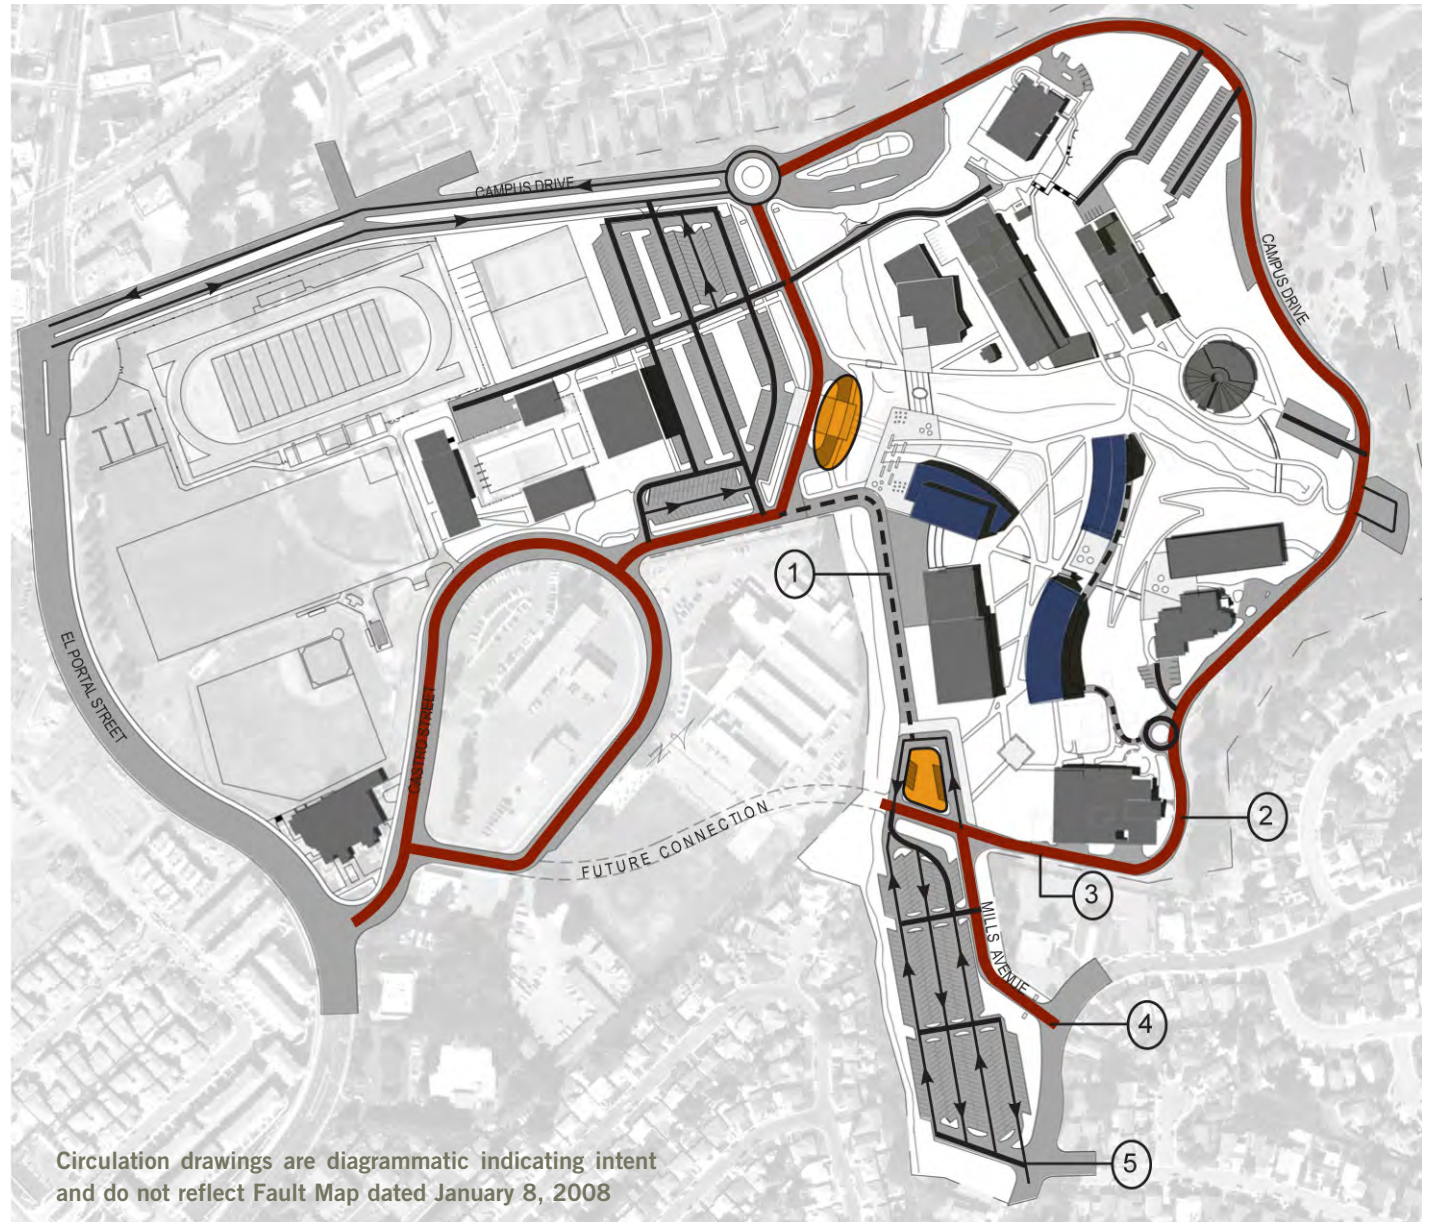 CAMPUS DRIVE
CAMPUS DRIVE
1
EL PORTAL STREET
CASTRO STREET
FUTURE CONNECTION
2
3
MILLS AVENUE
4
5
Circulation drawings are diagrammatic indicating intent
and do not reflect Fault Map dated January 8, 2008